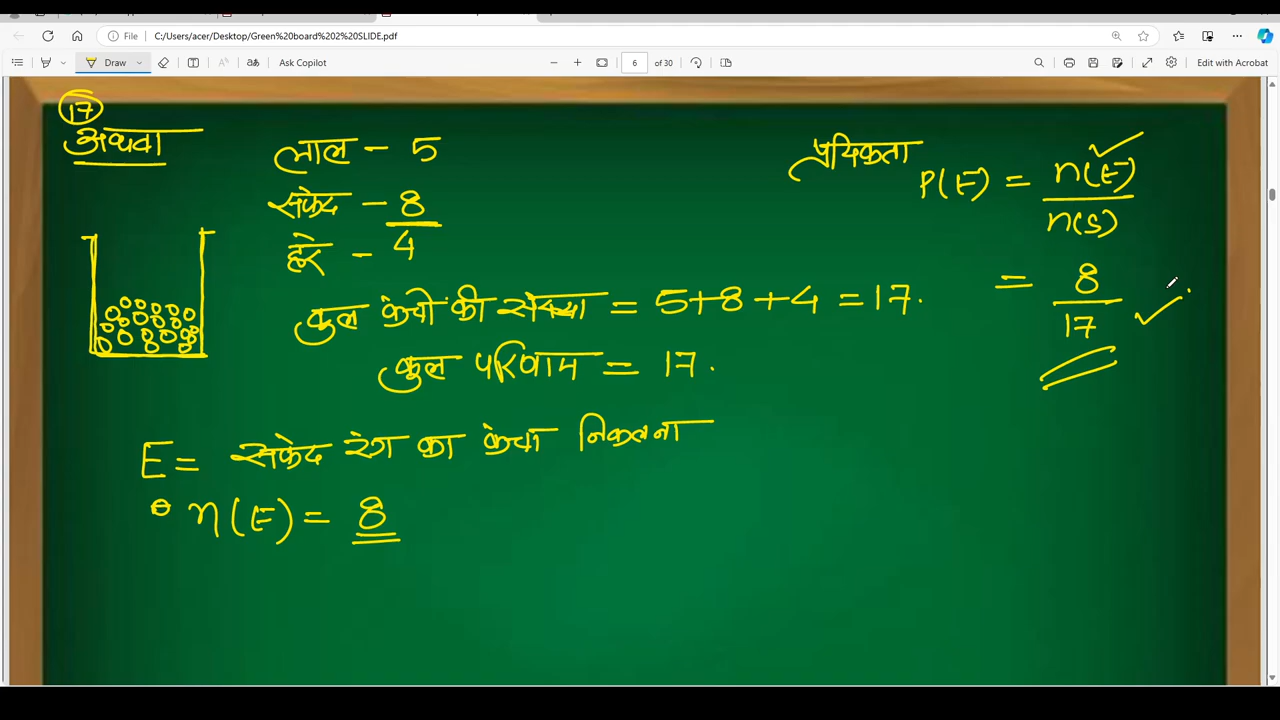 File C:/Users/acer/Desktop/Green%20board%202%20SLIDE.pdf
Draw Ask Copilot 6 of 30 Edit with Acrobat
17
अथवा
लाल - 5
सफेद - 8
हरे - 4
कुल कंचो की संख्या = 5+8+4 = 17.
कुल परिणाम = 17.
E = सफेद रंग का कंचा निकलना
n(E) = 8
प्रायिकता
P(E) = n(E)/n(S)
= 8/17